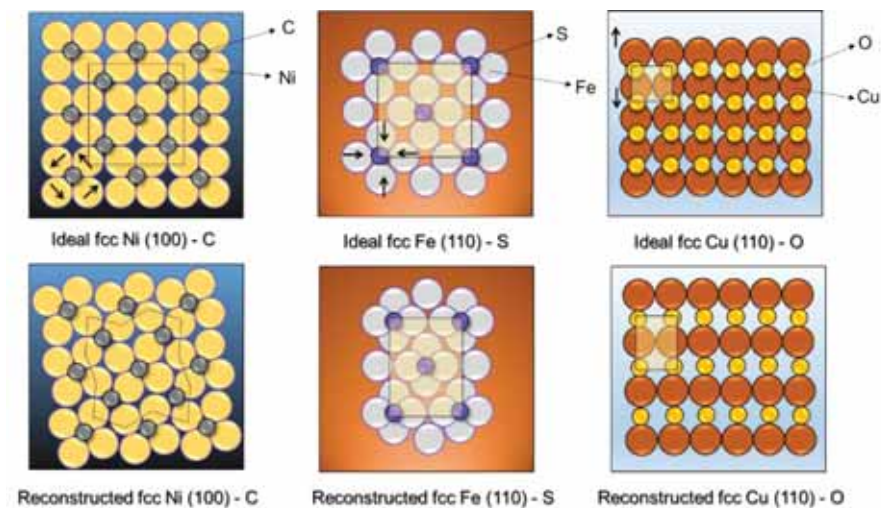 C
Ni
S
Fe
O
Cu
Ideal fcc Ni (100) - C
Ideal fcc Fe (110) - S
Ideal fcc Cu (110) - O
Reconstructed fcc Ni (100) - C
Reconstructed fcc Fe (110) - S
Reconstructed fcc Cu (110) - O